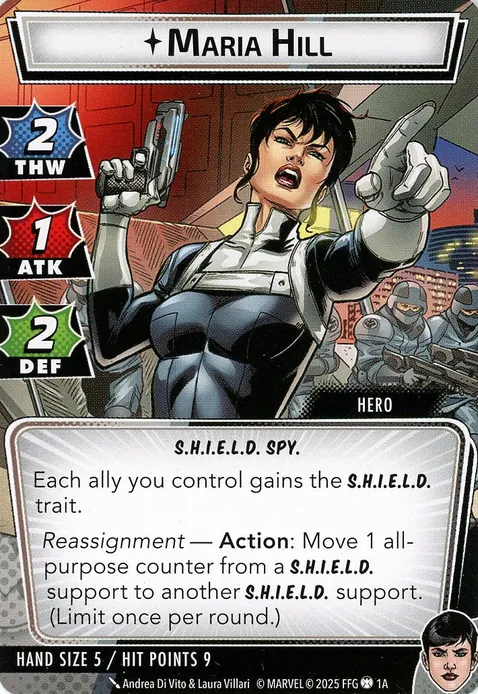 MARIA HILL
2
THW
1
ATK
2
DEF
HERO
S.H.I.E.L.D. SPY.
Each ally you control gains the S.H.I.E.L.D.
trait.
Reassignment — Action: Move 1 all-
purpose counter from a S.H.I.E.L.D.
support to another S.H.I.E.L.D. support.
(Limit once per round.)
HAND SIZE 5 / HIT POINTS 9
Andrea Di Vito & Laura Villari © MARVEL © 2025 FFG 1A